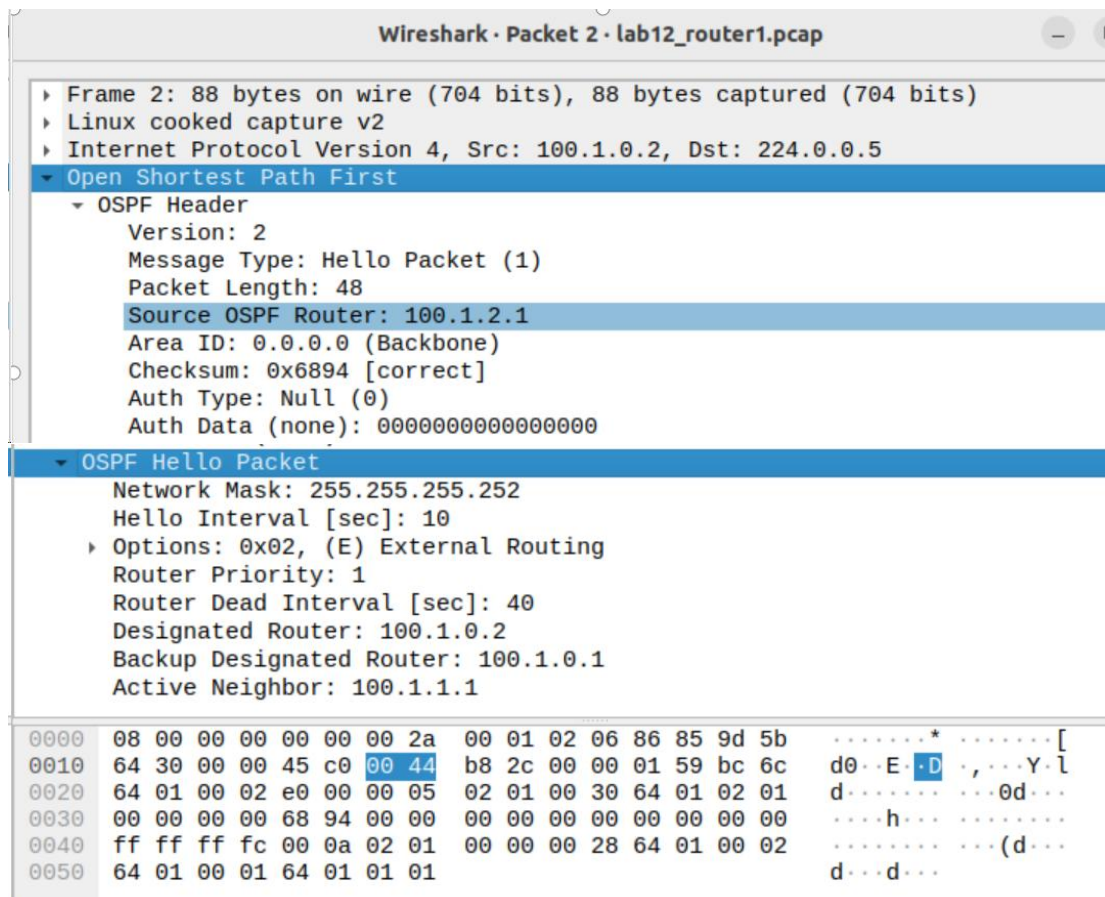 Wireshark · Packet 2 · lab12_router1.pcap
Frame 2: 88 bytes on wire (704 bits), 88 bytes captured (704 bits)
Linux cooked capture v2
Internet Protocol Version 4, Src: 100.1.0.2, Dst: 224.0.0.5
Open Shortest Path First
OSPF Header
Version: 2
Message Type: Hello Packet (1)
Packet Length: 48
Source OSPF Router: 100.1.2.1
Area ID: 0.0.0.0 (Backbone)
Checksum: 0x6894 [correct]
Auth Type: Null (0)
Auth Data (none): 0000000000000000
OSPF Hello Packet
Network Mask: 255.255.255.252
Hello Interval [sec]: 10
Options: 0x02, (E) External Routing
Router Priority: 1
Router Dead Interval [sec]: 40
Designated Router: 100.1.0.2
Backup Designated Router: 100.1.0.1
Active Neighbor: 100.1.1.1
0000 08 00 00 00 00 00 00 2a 00 01 02 06 86 85 9d 5b ·······* ·······[
0010 64 30 00 00 45 c0 00 44 b8 2c 00 00 01 59 bc 6c d0··E··D ·,···Y·l
0020 64 01 00 02 e0 00 00 05 02 01 00 30 64 01 02 01 d······· ···0d···
0030 00 00 00 00 68 94 00 00 00 00 00 00 00 00 00 00 ····h··· ········
0040 ff ff ff fc 00 0a 02 01 00 00 00 28 64 01 00 02 ········ ···(d···
0050 64 01 00 01 64 01 01 01 d···d···